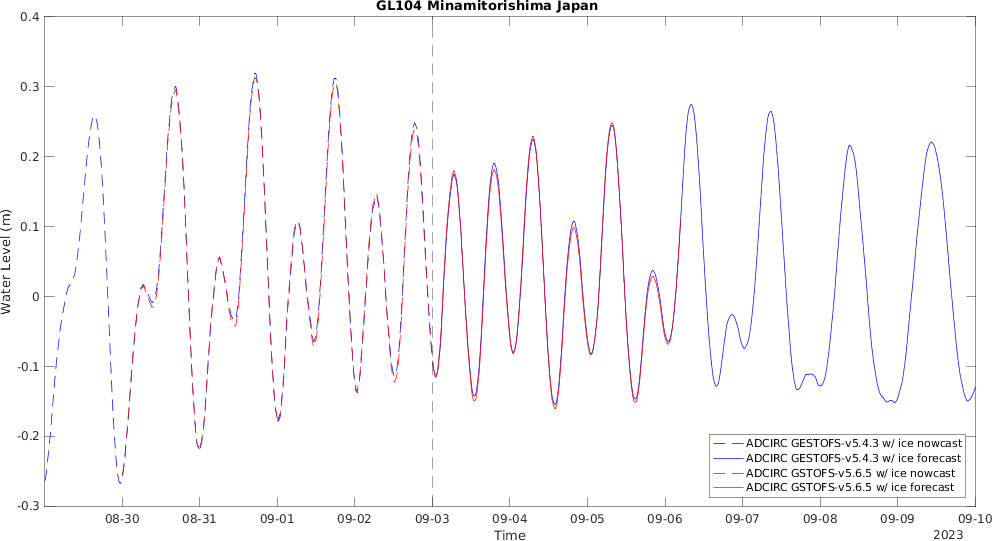 GL104 Minamitorishima Japan
0.4
0.3
0.2
0.1
0
-0.1
-0.2
-0.3
Water Level (m)
ADCIRC GESTOFS-v5.4.3 w/ ice nowcast
ADCIRC GESTOFS-v5.4.3 w/ ice forecast
ADCIRC GSTOFS-v5.6.5 w/ ice nowcast
ADCIRC GSTOFS-v5.6.5 w/ ice forecast
08-30 08-31 09-01 09-02 09-03 09-04 09-05 09-06 09-07 09-08 09-09 09-10
Time 2023